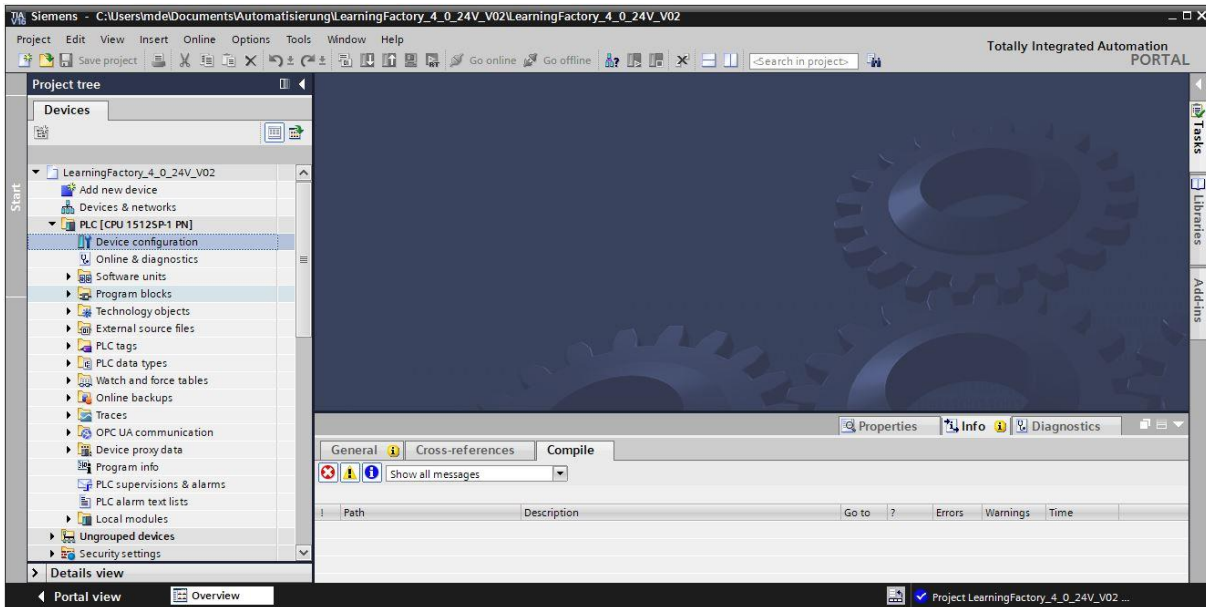 Siemens - C:\Users\mde\Documents\Automatisierung\LearningFactory_4_0_24V_V02\LearningFactory_4_0_24V_V02
Project Edit View Insert Online Options Tools Window Help
Totally Integrated Automation
PORTAL
Save project Go online Go offline <Search in project>
Project tree
Devices
Start
LearningFactory_4_0_24V_V02
Add new device
Devices & networks
PLC [CPU 1512SP-1 PN]
Device configuration
Online & diagnostics
Software units
Program blocks
Technology objects
External source files
PLC tags
PLC data types
Watch and force tables
Online backups
Traces
OPC UA communication
Device proxy data
Program info
PLC supervisions & alarms
PLC alarm text lists
Local modules
Ungrouped devices
Security settings
Details view
Tasks
Libraries
Add-ins
Properties Info Diagnostics
General Cross-references Compile
Show all messages
! Path Description Go to ? Errors Warnings Time
Portal view Overview Project LearningFactory_4_0_24V_V02 ...